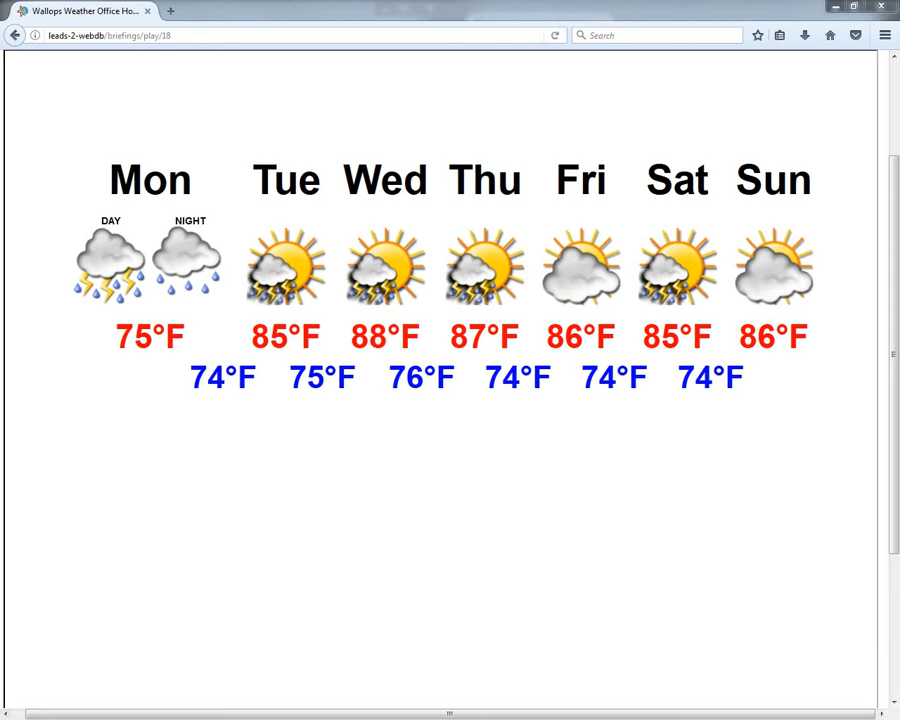 Wallops Weather Office Ho...
leads-2-webdb/briefings/play/18
Search
Mon Tue Wed Thu Fri Sat Sun
DAY NIGHT
75°F 85°F 88°F 87°F 86°F 85°F 86°F
74°F 75°F 76°F 74°F 74°F 74°F